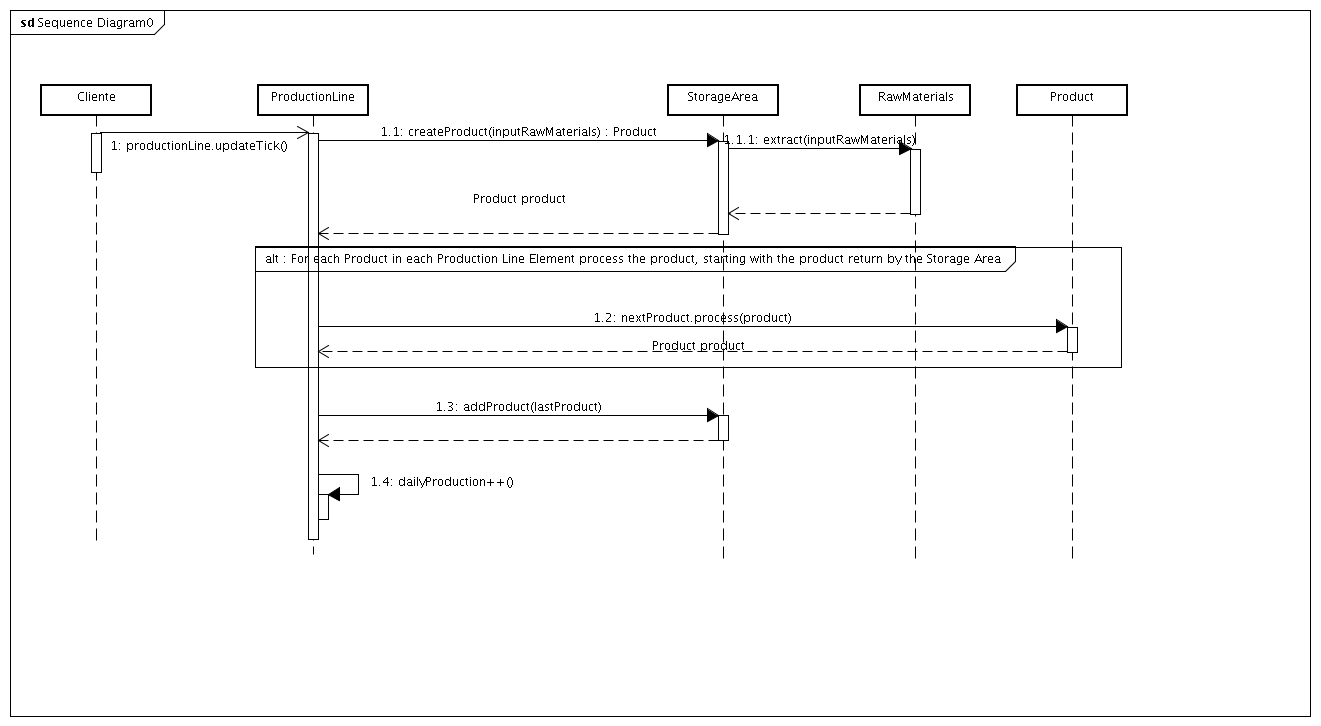 sd Sequence Diagram0
Cliente
ProductionLine
StorageArea
RawMaterials
Product
1: productionLine.updateTick()
1.1: createProduct(inputRawMaterials) : Product
1.1.1: extract(inputRawMaterials)
Product product
alt : For each Product in each Production Line Element process the product, starting with the product return by the Storage Area
1.2: nextProduct.process(product)
Product product
1.3: addProduct(lastProduct)
1.4: dailyProduction++()